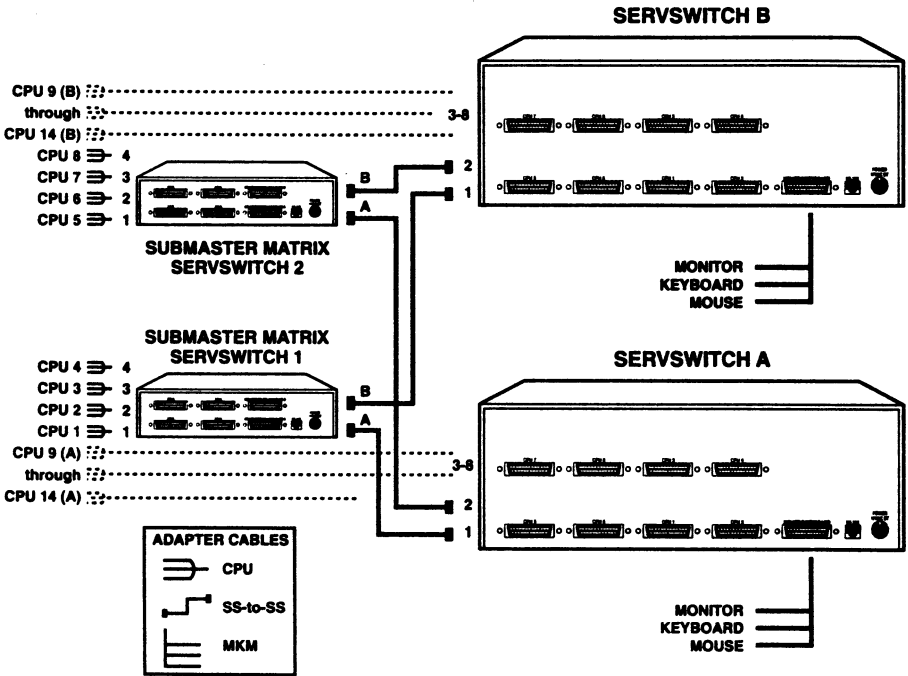 SERVSWITCH B
CPU 9 (B)
through
CPU 14 (B)
3-8
CPU 8 4
CPU 7 3
CPU 6 2
CPU 5 1
B
A
2
1
SUBMASTER MATRIX
SERVSWITCH 2
MONITOR
KEYBOARD
MOUSE
SUBMASTER MATRIX
SERVSWITCH 1
CPU 4 4
CPU 3 3
CPU 2 2
CPU 1 1
B
A
SERVSWITCH A
CPU 9 (A)
through
CPU 14 (A)
3-8
2
1
ADAPTER CABLES
CPU
SS-to-SS
MKM
MONITOR
KEYBOARD
MOUSE